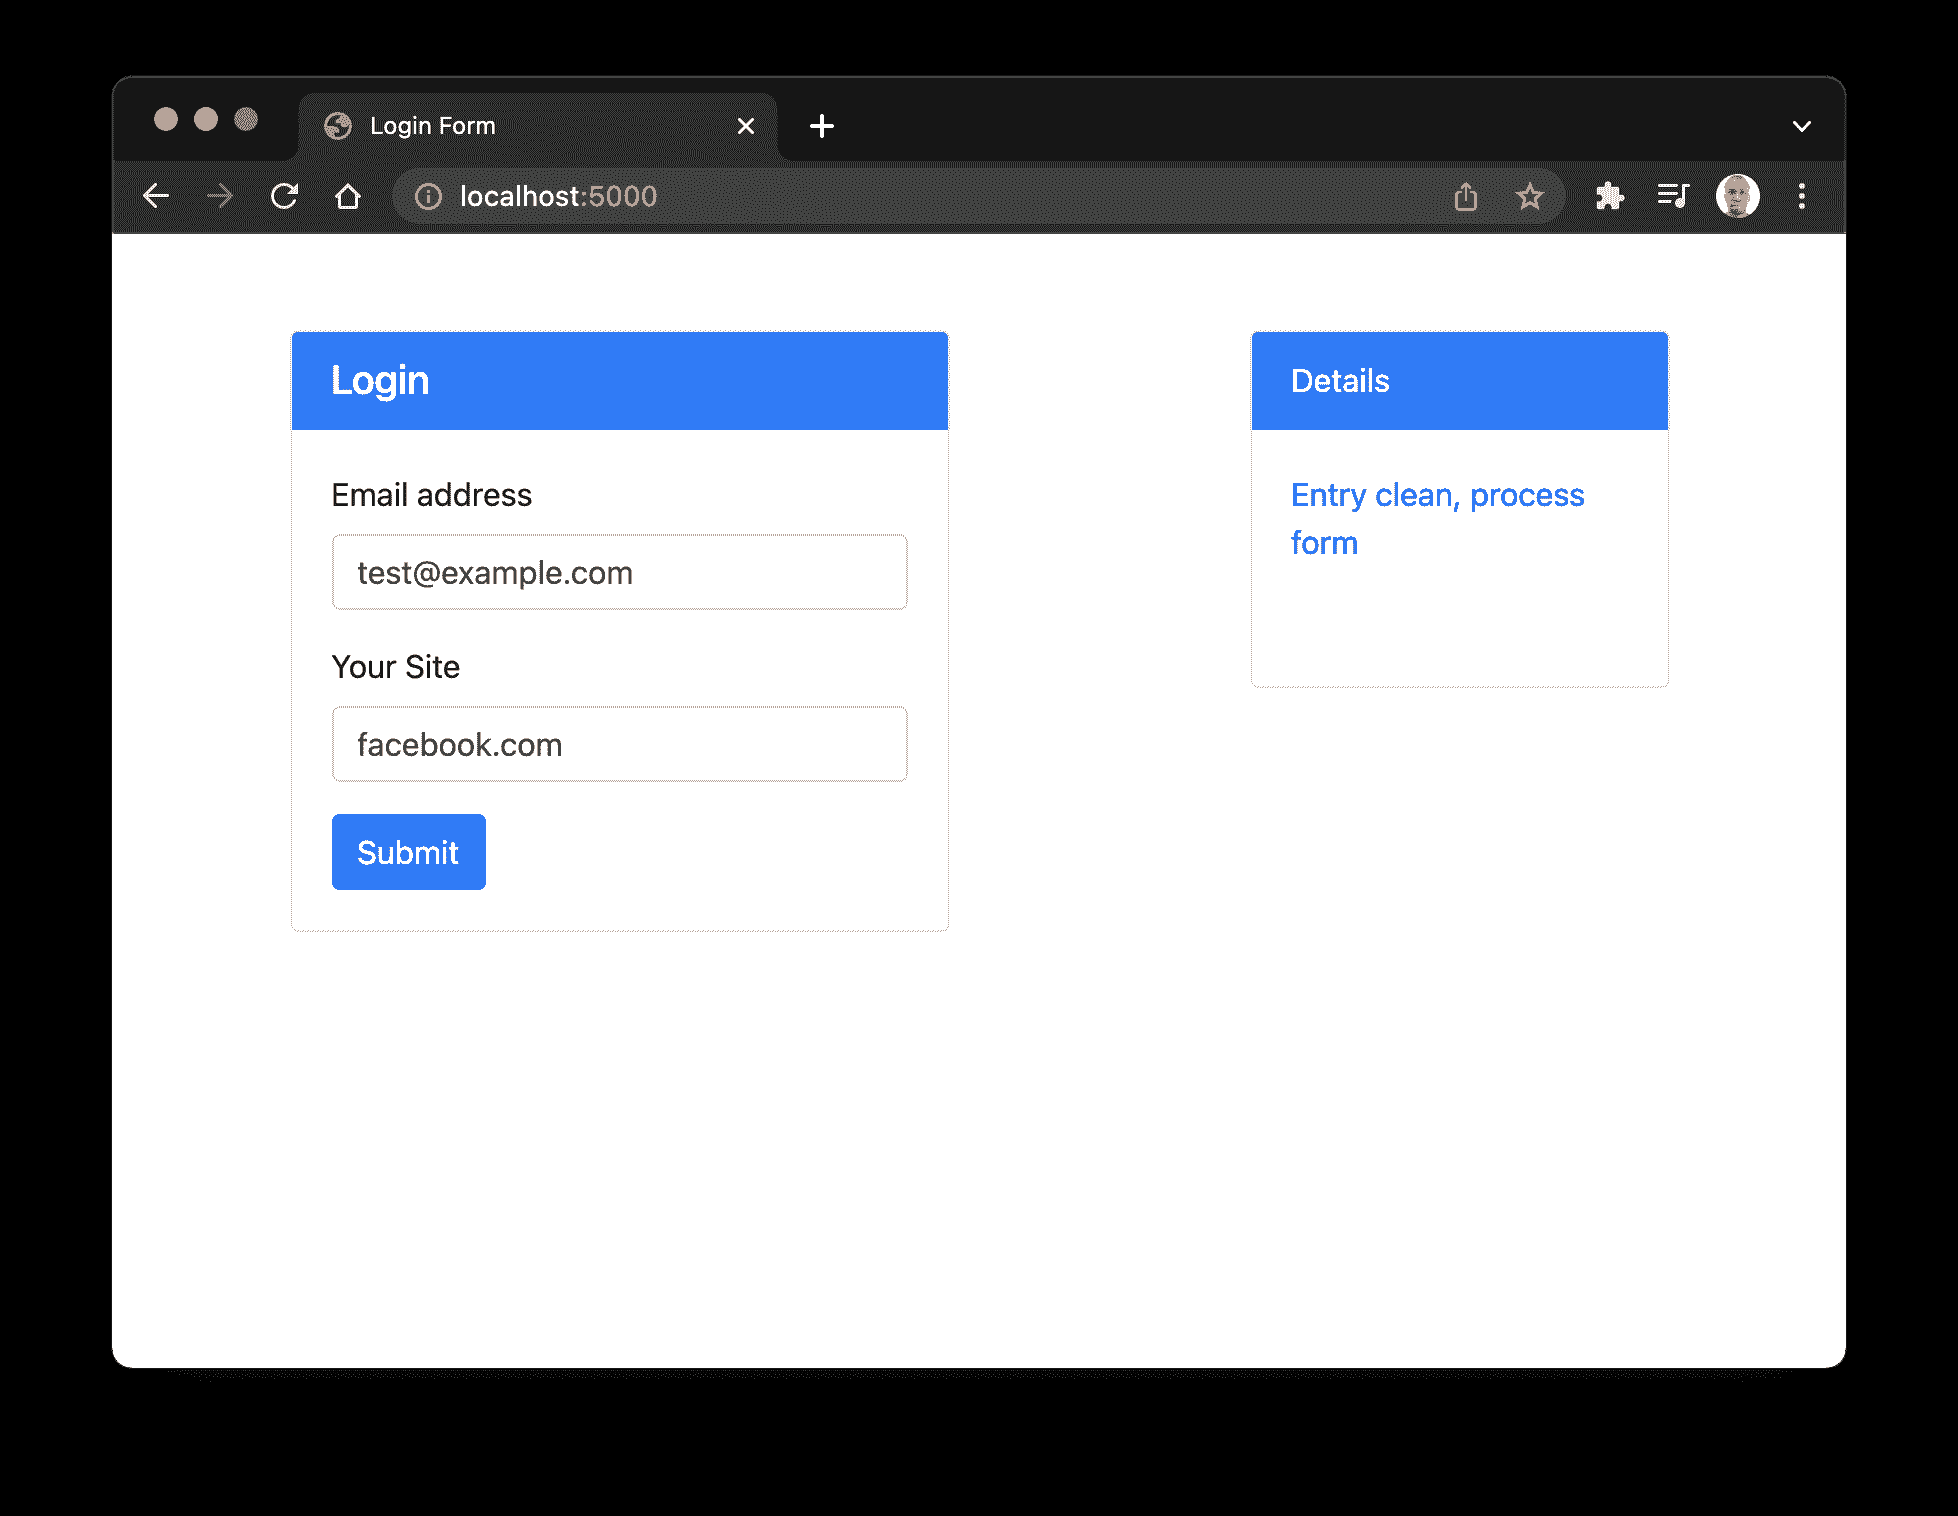 Login Form
localhost:5000
Login
Email address
test@example.com
Your Site
facebook.com
Submit
Details
Entry clean, process
form